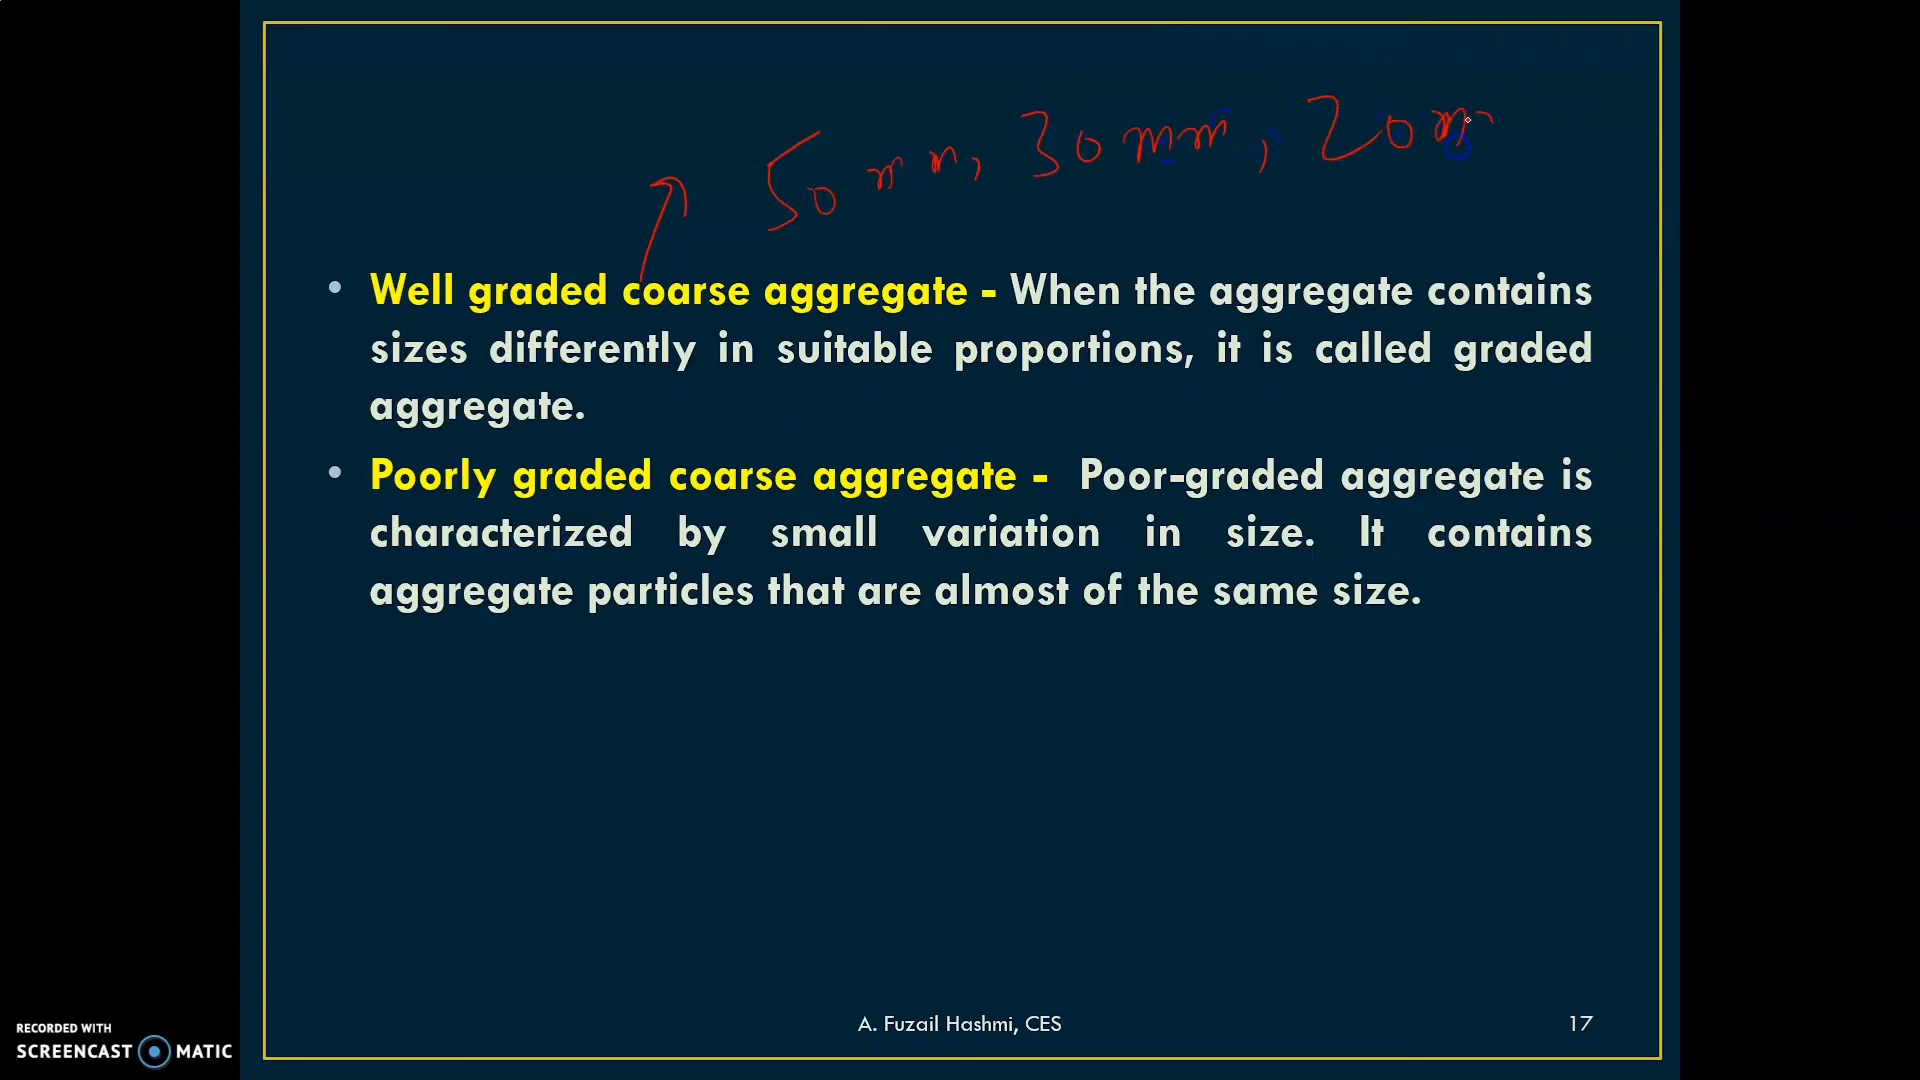 50 mm, 30 mm, 20 m
• Well graded coarse aggregate - When the aggregate contains
sizes differently in suitable proportions, it is called graded
aggregate.
• Poorly graded coarse aggregate - Poor-graded aggregate is
characterized by small variation in size. It contains
aggregate particles that are almost of the same size.
A. Fuzail Hashmi, CES
17
RECORDED WITH
SCREENCAST MATIC